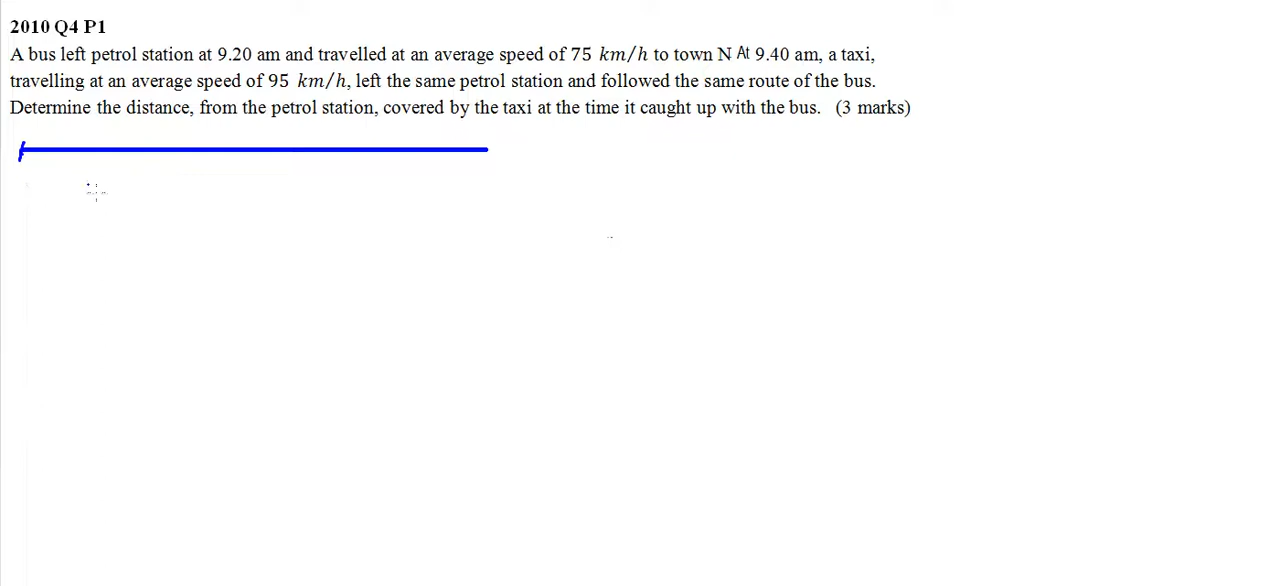 2010 Q4 P1
A bus left petrol station at 9.20 am and travelled at an average speed of 75 km/h to town N At 9.40 am, a taxi,
travelling at an average speed of 95 km/h, left the same petrol station and followed the same route of the bus.
Determine the distance, from the petrol station, covered by the taxi at the time it caught up with the bus. (3 marks)